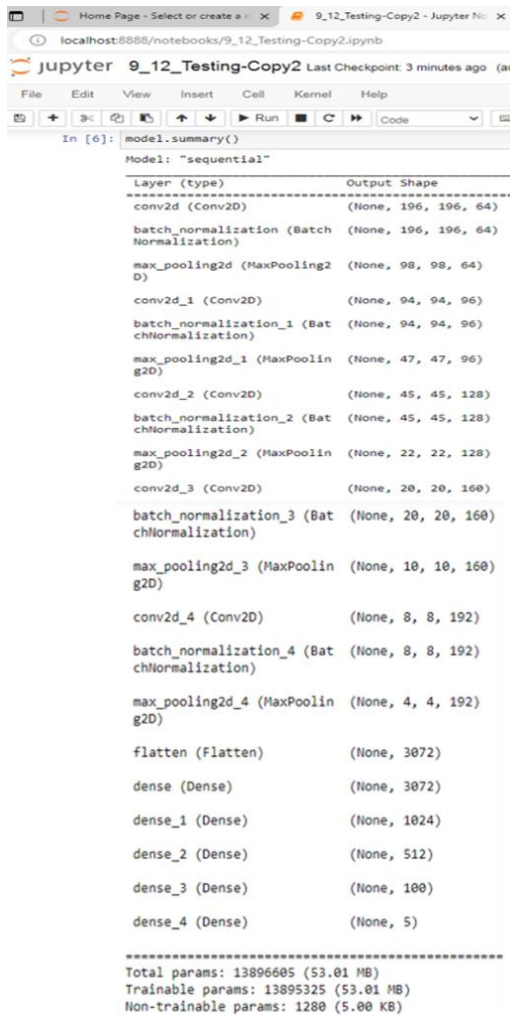 Home Page - Select or create a n
9_12_Testing-Copy2 - Jupyter No
localhost:8888/notebooks/9_12_Testing-Copy2.ipynb
jupyter 9_12_Testing-Copy2 Last Checkpoint: 3 minutes ago (au
File Edit View Insert Cell Kernel Help
Run Code
In [6]: model.summary()
Model: "sequential"
Layer (type) Output Shape
conv2d (Conv2D) (None, 196, 196, 64)
batch_normalization (Batch (None, 196, 196, 64)
Normalization)
max_pooling2d (MaxPooling2 (None, 98, 98, 64)
D)
conv2d_1 (Conv2D) (None, 94, 94, 96)
batch_normalization_1 (Bat (None, 94, 94, 96)
chNormalization)
max_pooling2d_1 (MaxPoolin (None, 47, 47, 96)
g2D)
conv2d_2 (Conv2D) (None, 45, 45, 128)
batch_normalization_2 (Bat (None, 45, 45, 128)
chNormalization)
max_pooling2d_2 (MaxPoolin (None, 22, 22, 128)
g2D)
conv2d_3 (Conv2D) (None, 20, 20, 160)
batch_normalization_3 (Bat (None, 20, 20, 160)
chNormalization)
max_pooling2d_3 (MaxPoolin (None, 10, 10, 160)
g2D)
conv2d_4 (Conv2D) (None, 8, 8, 192)
batch_normalization_4 (Bat (None, 8, 8, 192)
chNormalization)
max_pooling2d_4 (MaxPoolin (None, 4, 4, 192)
g2D)
flatten (Flatten) (None, 3072)
dense (Dense) (None, 3072)
dense_1 (Dense) (None, 1024)
dense_2 (Dense) (None, 512)
dense_3 (Dense) (None, 100)
dense_4 (Dense) (None, 5)
Total params: 13896605 (53.01 MB)
Trainable params: 13895325 (53.01 MB)
Non-trainable params: 1280 (5.00 KB)